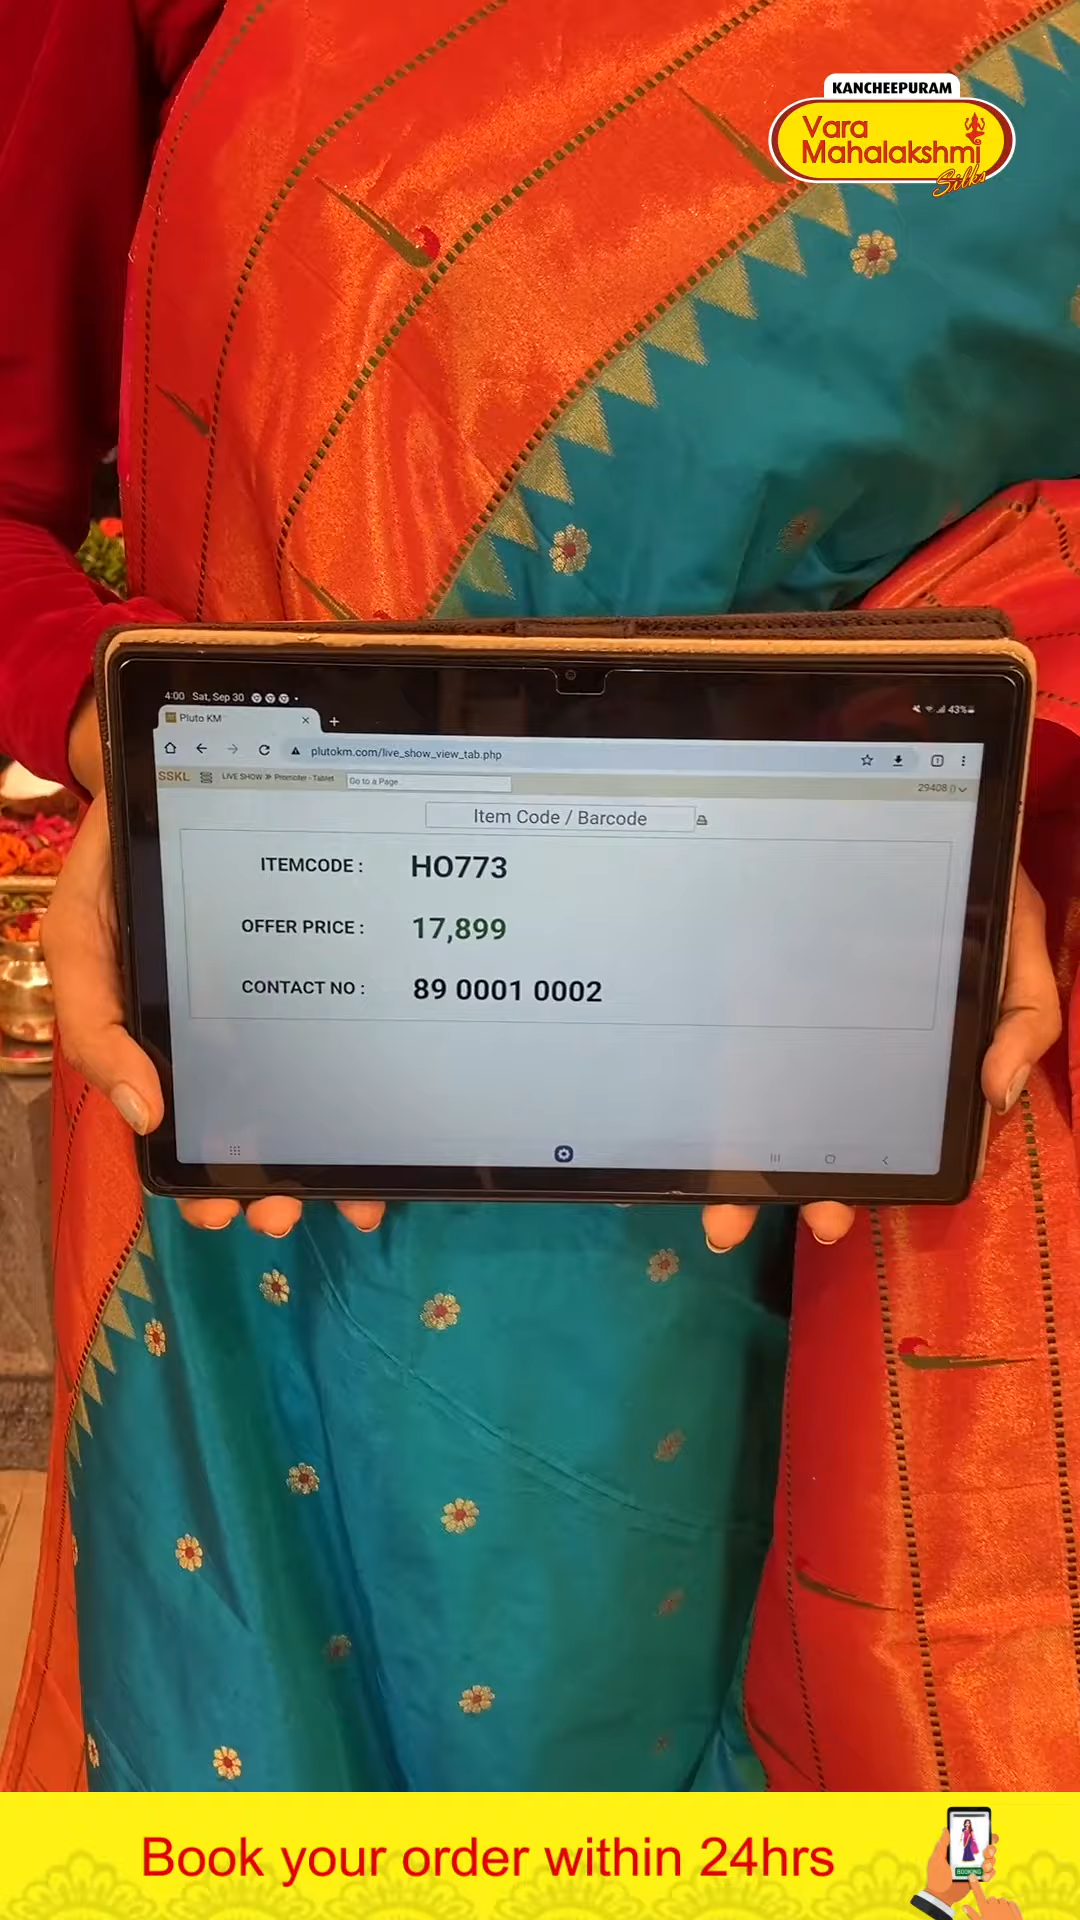 KANCHEEPURAM
Vara
Mahalakshmi
Silks
4:00 Sat, Sep 30
43%
Pluto KM
plutokm.com/live_show_view_tab.php
SSKL
LIVE SHOW ≫ Promoter - Tablet
Go to a Page
29408 ()
Item Code / Barcode
ITEMCODE : HO773
OFFER PRICE : 17,899
CONTACT NO : 89 0001 0002
Book your order within 24hrs
BOOKING